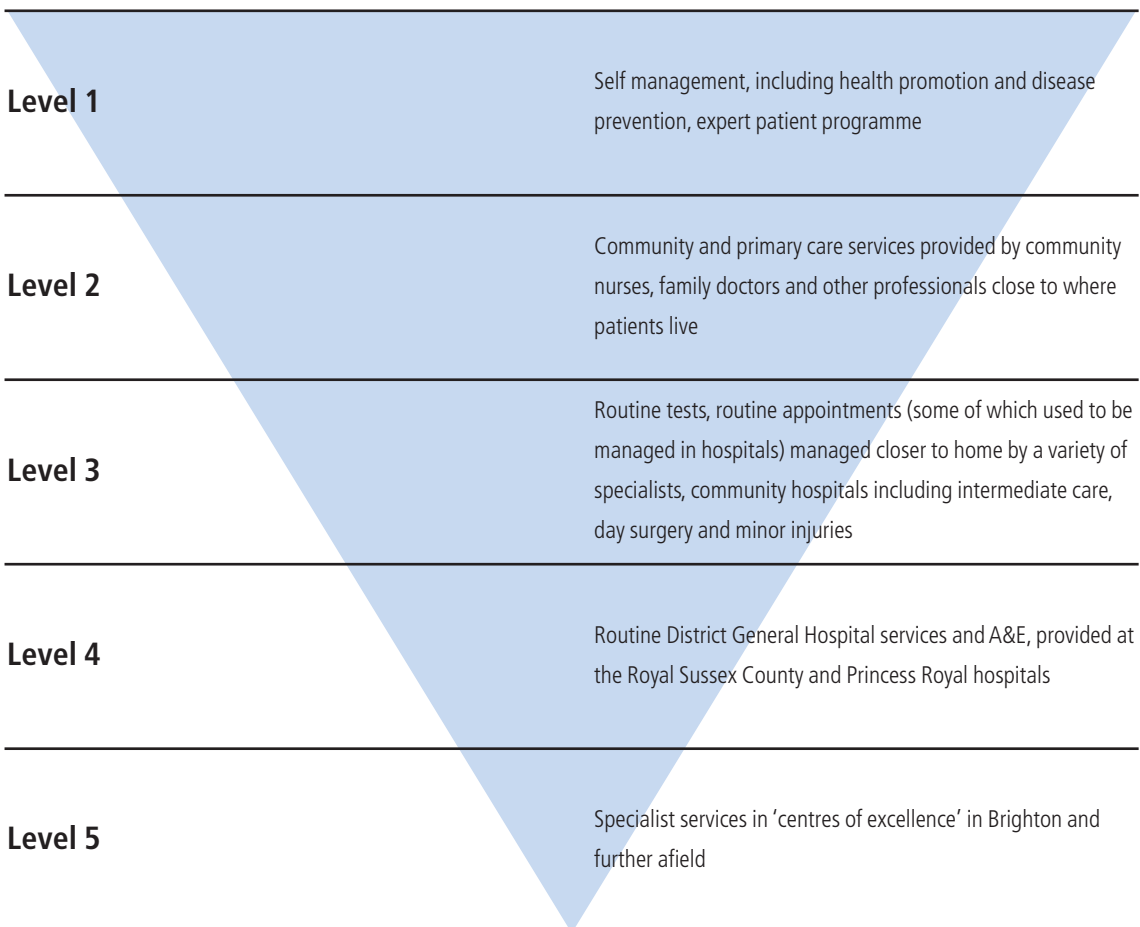 Level 1
Self management, including health promotion and disease
prevention, expert patient programme
Level 2
Community and primary care services provided by community
nurses, family doctors and other professionals close to where
patients live
Level 3
Routine tests, routine appointments (some of which used to be
managed in hospitals) managed closer to home by a variety of
specialists, community hospitals including intermediate care,
day surgery and minor injuries
Level 4
Routine District General Hospital services and A&E, provided at
the Royal Sussex County and Princess Royal hospitals
Level 5
Specialist services in ‘centres of excellence’ in Brighton and
further afield